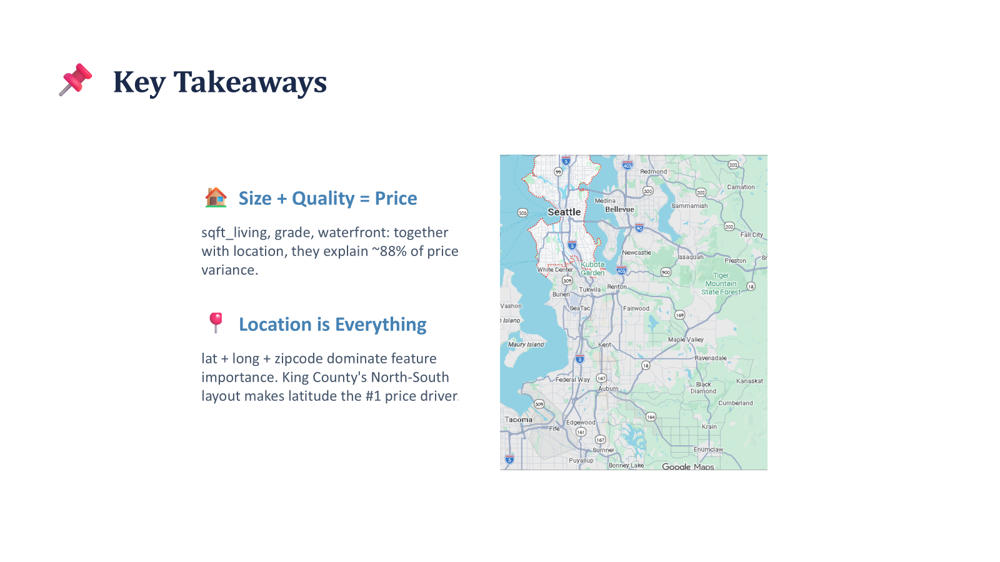 Key Takeaways
Size + Quality = Price
sqft_living, grade, waterfront: together
with location, they explain ~88% of price
variance.
Location is Everything
lat + long + zipcode dominate feature
importance. King County's North-South
layout makes latitude the #1 price driver.
5
405
203
99
Redmond
Carnation
520
202
Medina
Sammamish
305
Seattle
Bellevue
90
202
Fall City
5
Newcastle
Issaquah
Preston
Kubota
Garden
White Center
405
900
Tiger
Mountain
State Forest
18
509
Burien
Tukwila
Renton
Vashon
SeaTac
Fairwood
169
Island
Maury Island
Kent
Maple Valley
5
Ravensdale
18
Federal Way
167
Kanaskat
Auburn
Black
Diamond
509
Cumberland
164
Tacoma
Edgewood
Fife
161
Krain
167
Sumner
Enumclaw
5
Puyallup
Bonney Lake
Google Maps